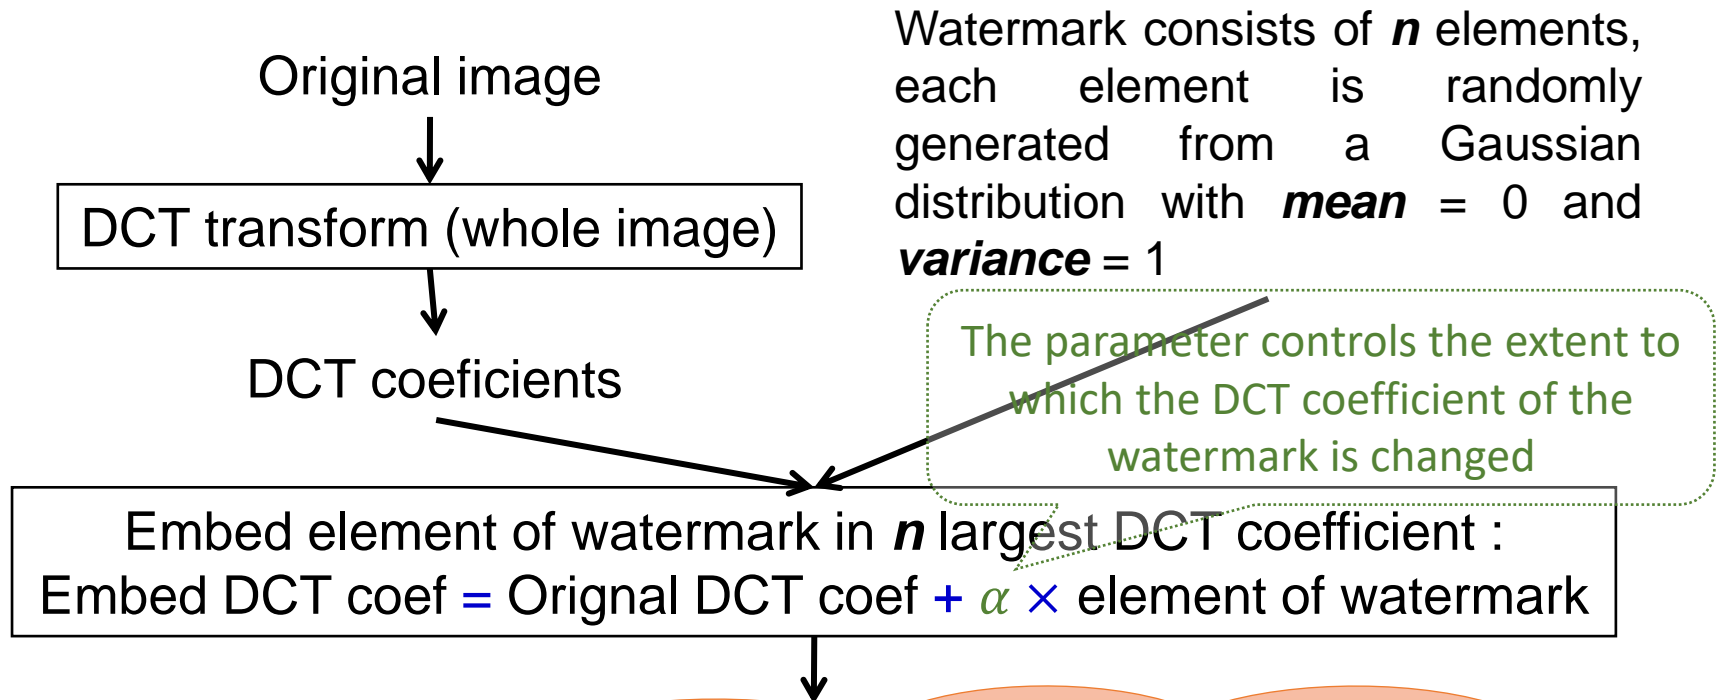 Original image
DCT transform (whole image)
DCT coeficients
Watermark consists of n elements,
each element is randomly
generated from a Gaussian
distribution with mean = 0 and
variance = 1
The parameter controls the extent to
which the DCT coefficient of the
watermark is changed
Embed element of watermark in n largest DCT coefficient :
Embed DCT coef = Orignal DCT coef + α × element of watermark